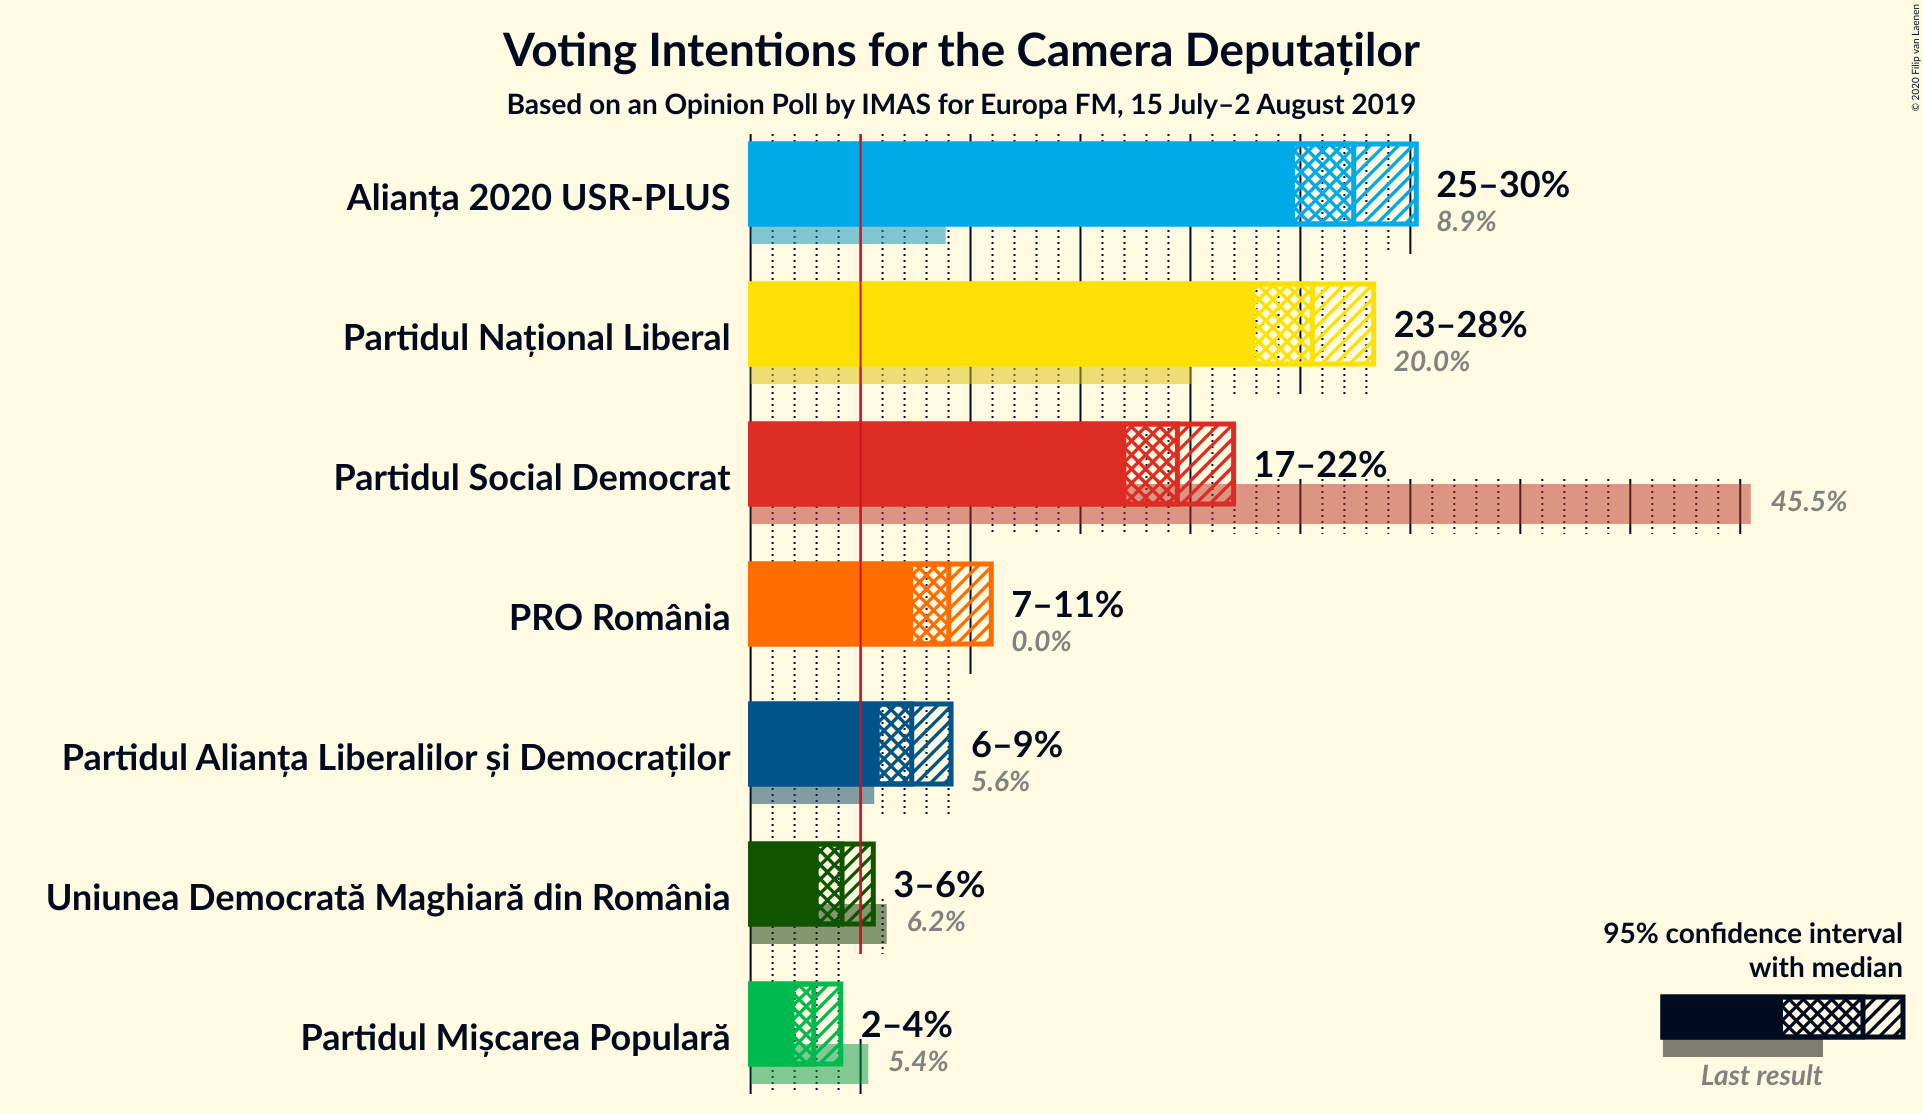 Voting Intentions for the Camera Deputaților
Based on an Opinion Poll by IMAS for Europa FM, 15 July–2 August 2019
© 2020 Filip van Laenen
Alianța 2020 USR-PLUS
25–30%
8.9%
Partidul Național Liberal
23–28%
20.0%
Partidul Social Democrat
17–22%
45.5%
PRO România
7–11%
0.0%
Partidul Alianța Liberalilor și Democraților
6–9%
5.6%
Uniunea Democrată Maghiară din România
3–6%
6.2%
Partidul Mișcarea Populară
2–4%
5.4%
95% confidence interval
with median
Last result